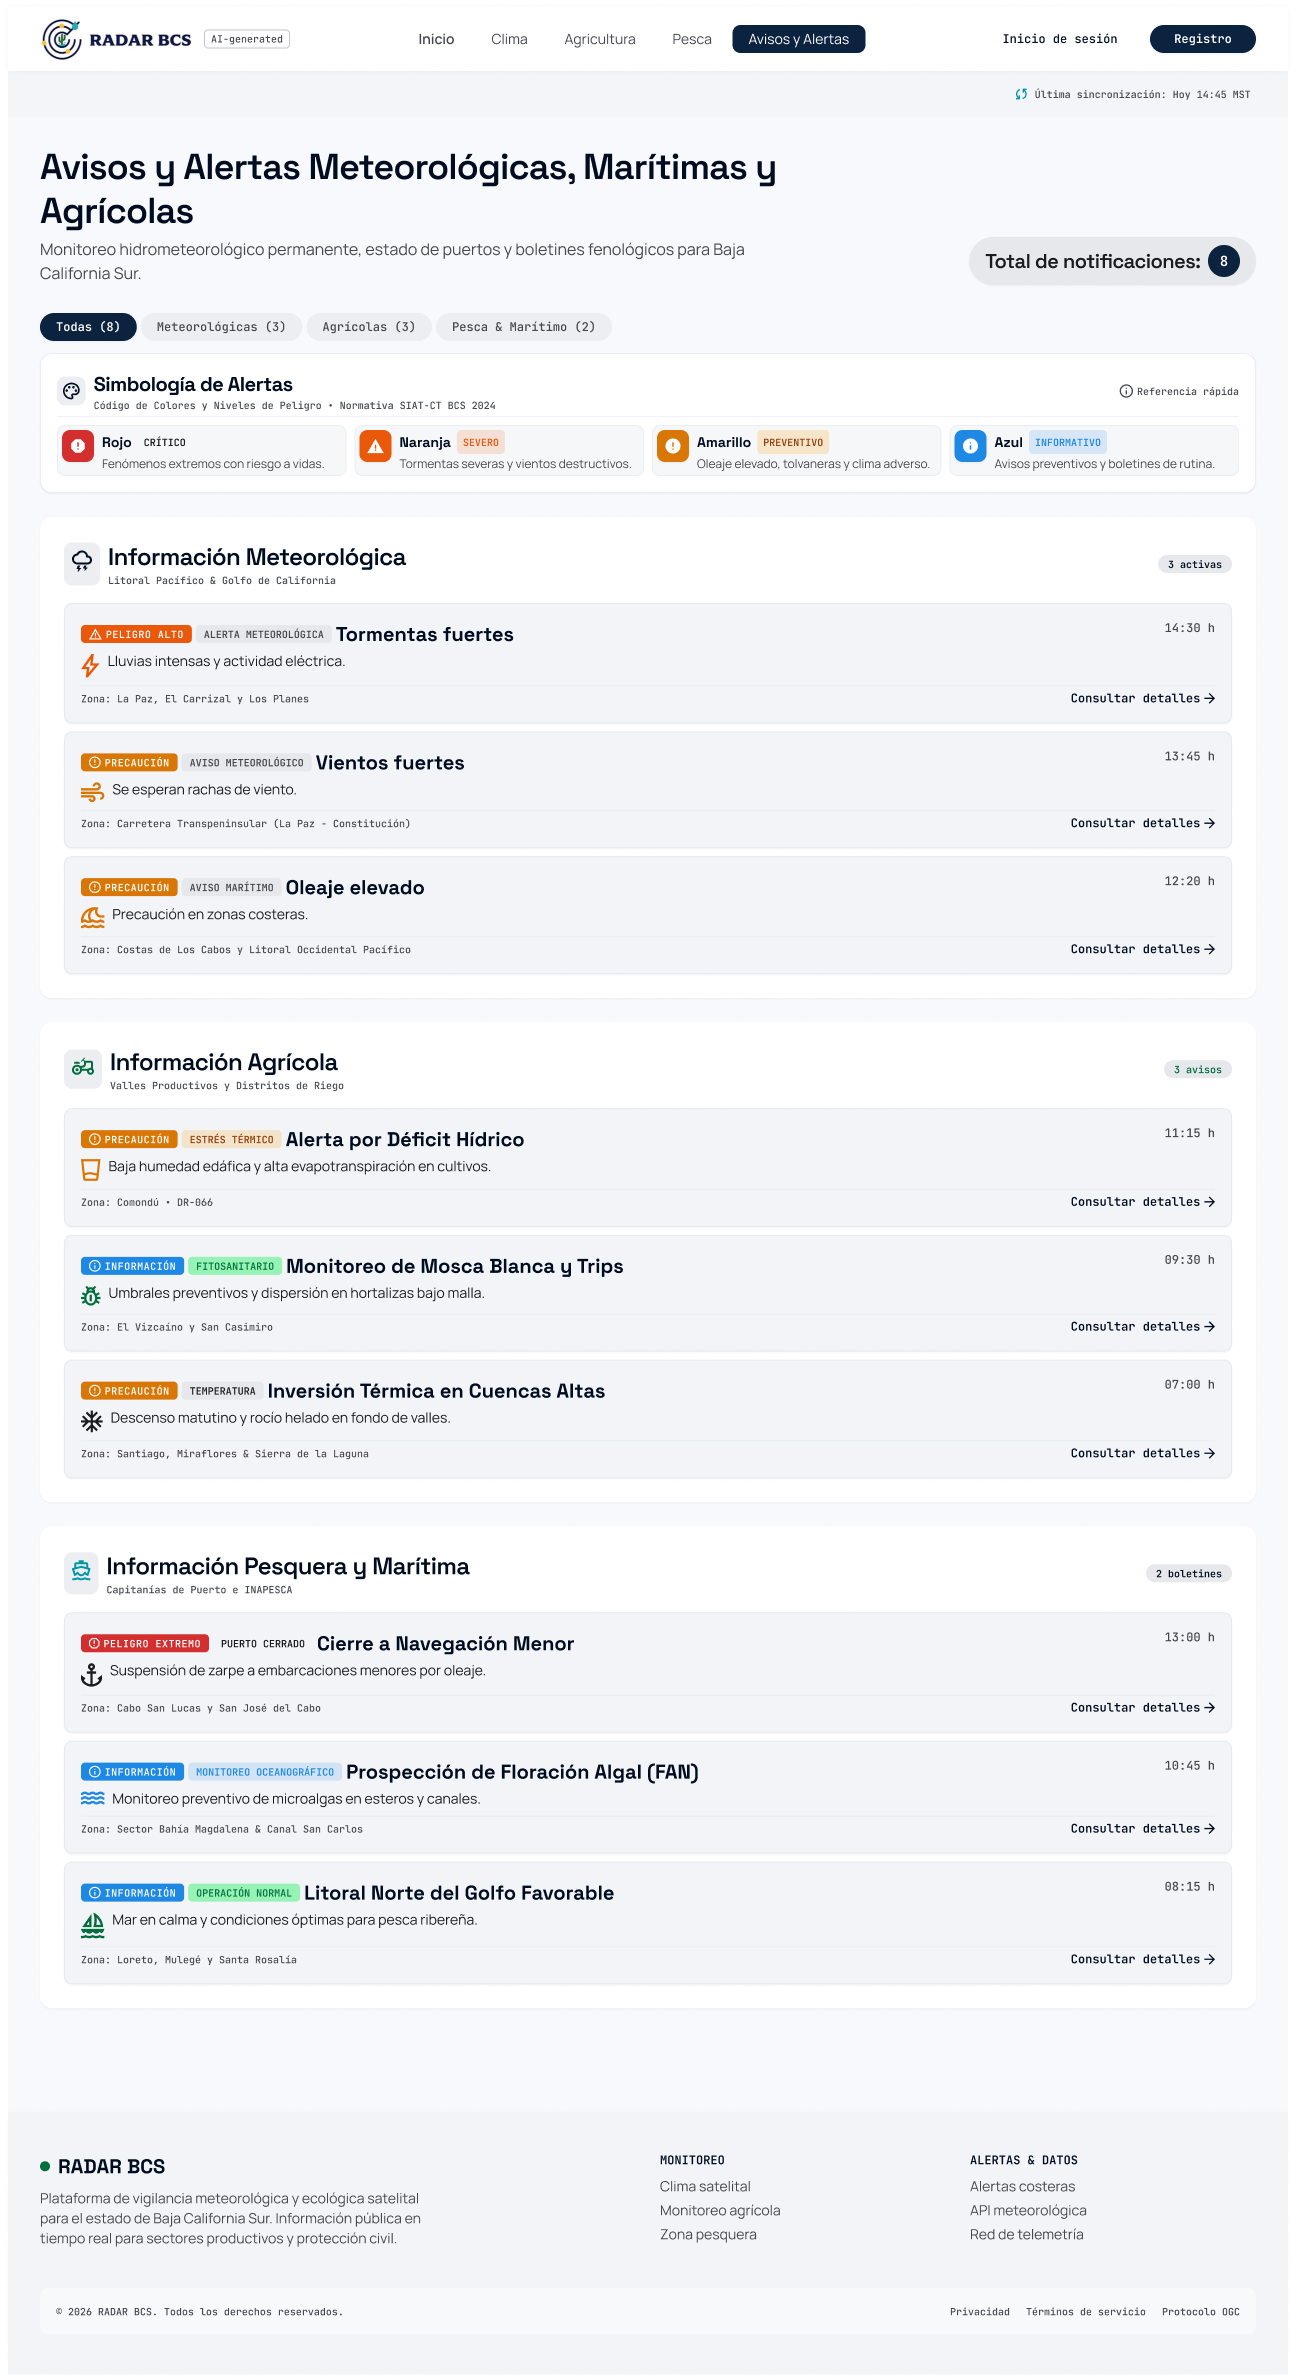 RADAR BCS AI-generated Inicio Clima Agricultura Pesca Avisos y Alertas Inicio de sesión Registro
Última sincronización: Hoy 14:45 MST
Avisos y Alertas Meteorológicas, Marítimas y
Agrícolas
Monitoreo hidrometeorológico permanente, estado de puertos y boletines fenológicos para Baja
California Sur.
Total de notificaciones: 8
Todas (8) Meteorológicas (3) Agrícolas (3) Pesca & Marítimo (2)
Simbología de Alertas
Código de Colores y Niveles de Peligro • Normativa SIAT-CT BCS 2024
Referencia rápida
Rojo CRÍTICO
Fenómenos extremos con riesgo a vidas.
Naranja SEVERO
Tormentas severas y vientos destructivos.
Amarillo PREVENTIVO
Oleaje elevado, tolvaneras y clima adverso.
Azul INFORMATIVO
Avisos preventivos y boletines de rutina.
Información Meteorológica
Litoral Pacífico & Golfo de California
3 activas
PELIGRO ALTO ALERTA METEOROLÓGICA Tormentas fuertes 14:30 h
Lluvias intensas y actividad eléctrica.
Zona: La Paz, El Carrizal y Los Planes Consultar detalles →
PRECAUCIÓN AVISO METEOROLÓGICO Vientos fuertes 13:45 h
Se esperan rachas de viento.
Zona: Carretera Transpeninsular (La Paz - Constitución) Consultar detalles →
PRECAUCIÓN AVISO MARÍTIMO Oleaje elevado 12:20 h
Precaución en zonas costeras.
Zona: Costas de Los Cabos y Litoral Occidental Pacífico Consultar detalles →
Información Agrícola
Valles Productivos y Distritos de Riego
3 avisos
PRECAUCIÓN ESTRÉS TÉRMICO Alerta por Déficit Hídrico 11:15 h
Baja humedad edáfica y alta evapotranspiración en cultivos.
Zona: Comondú • DR-066 Consultar detalles →
INFORMACIÓN FITOSANITARIO Monitoreo de Mosca Blanca y Trips 09:30 h
Umbrales preventivos y dispersión en hortalizas bajo malla.
Zona: El Vizcaíno y San Casimiro Consultar detalles →
PRECAUCIÓN TEMPERATURA Inversión Térmica en Cuencas Altas 07:00 h
Descenso matutino y rocío helado en fondo de valles.
Zona: Santiago, Miraflores & Sierra de la Laguna Consultar detalles →
Información Pesquera y Marítima
Capitanías de Puerto e INAPESCA
2 boletines
PELIGRO EXTREMO PUERTO CERRADO Cierre a Navegación Menor 13:00 h
Suspensión de zarpe a embarcaciones menores por oleaje.
Zona: Cabo San Lucas y San José del Cabo Consultar detalles →
INFORMACIÓN MONITOREO OCEANOGRÁFICO Prospección de Floración Algal (FAN) 10:45 h
Monitoreo preventivo de microalgas en esteros y canales.
Zona: Sector Bahía Magdalena & Canal San Carlos Consultar detalles →
INFORMACIÓN OPERACIÓN NORMAL Litoral Norte del Golfo Favorable 08:15 h
Mar en calma y condiciones óptimas para pesca ribereña.
Zona: Loreto, Mulegé y Santa Rosalía Consultar detalles →
RADAR BCS
Plataforma de vigilancia meteorológica y ecológica satelital
para el estado de Baja California Sur. Información pública en
tiempo real para sectores productivos y protección civil.
MONITOREO
Clima satelital
Monitoreo agrícola
Zona pesquera
ALERTAS & DATOS
Alertas costeras
API meteorológica
Red de telemetría
© 2026 RADAR BCS. Todos los derechos reservados. Privacidad Términos de servicio Protocolo OGC